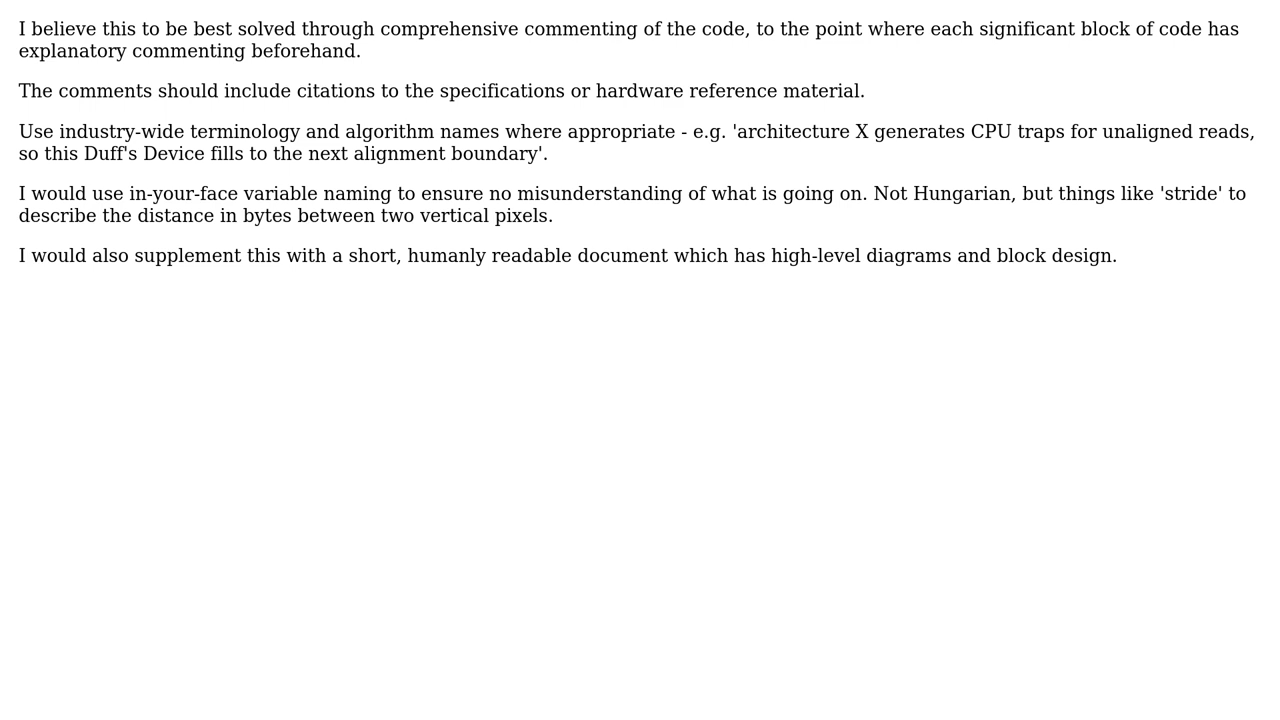 I believe this to be best solved through comprehensive commenting of the code, to the point where each significant block of code has
explanatory commenting beforehand.
The comments should include citations to the specifications or hardware reference material.
Use industry-wide terminology and algorithm names where appropriate - e.g. 'architecture X generates CPU traps for unaligned reads,
so this Duff's Device fills to the next alignment boundary'.
I would use in-your-face variable naming to ensure no misunderstanding of what is going on. Not Hungarian, but things like 'stride' to
describe the distance in bytes between two vertical pixels.
I would also supplement this with a short, humanly readable document which has high-level diagrams and block design.